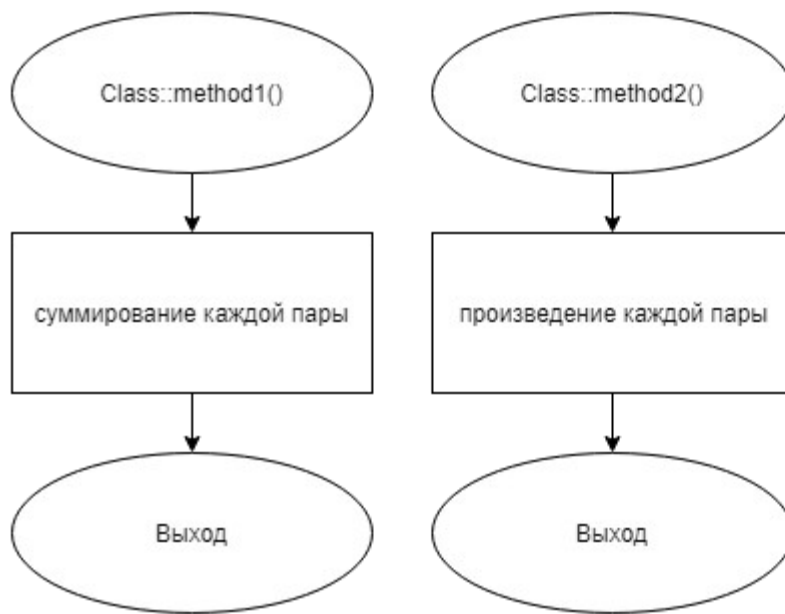 Class::method1()
Class::method2()
суммирование каждой пары
произведение каждой пары
Выход
Выход